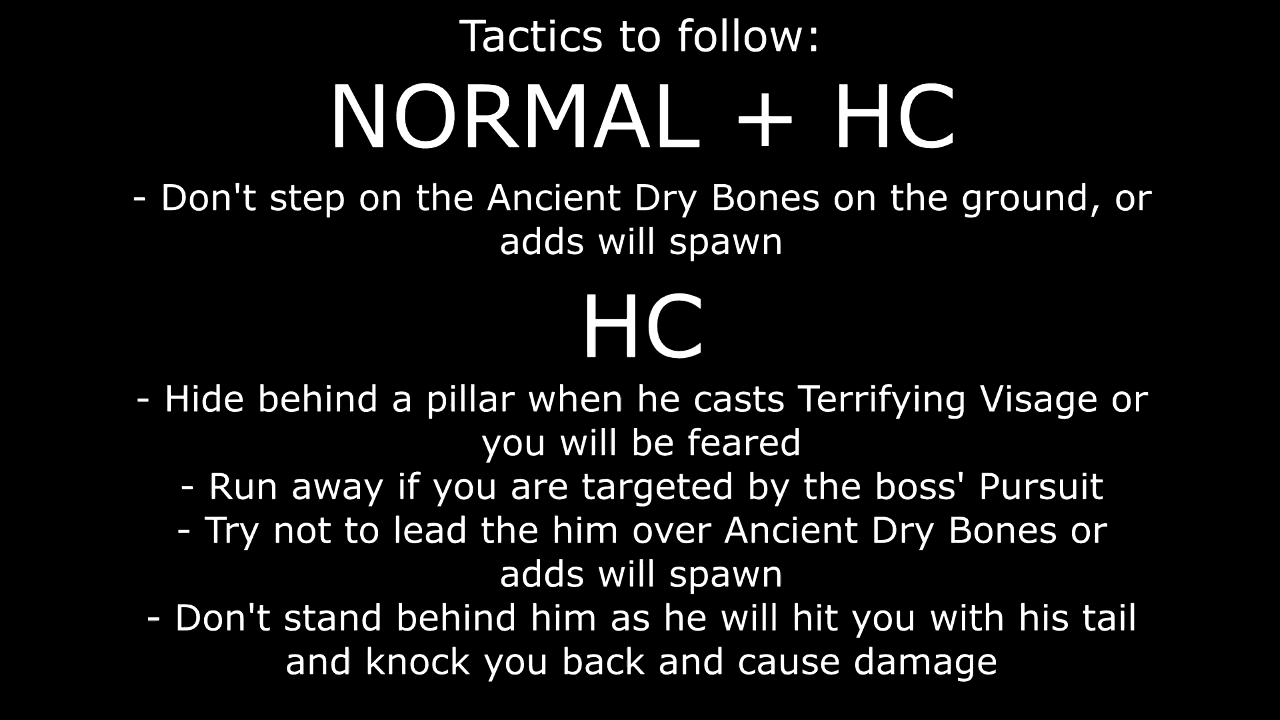 Tactics to follow:
NORMAL + HC
- Don't step on the Ancient Dry Bones on the ground, or
adds will spawn
HC
- Hide behind a pillar when he casts Terrifying Visage or
you will be feared
- Run away if you are targeted by the boss' Pursuit
- Try not to lead the him over Ancient Dry Bones or
adds will spawn
- Don't stand behind him as he will hit you with his tail
and knock you back and cause damage